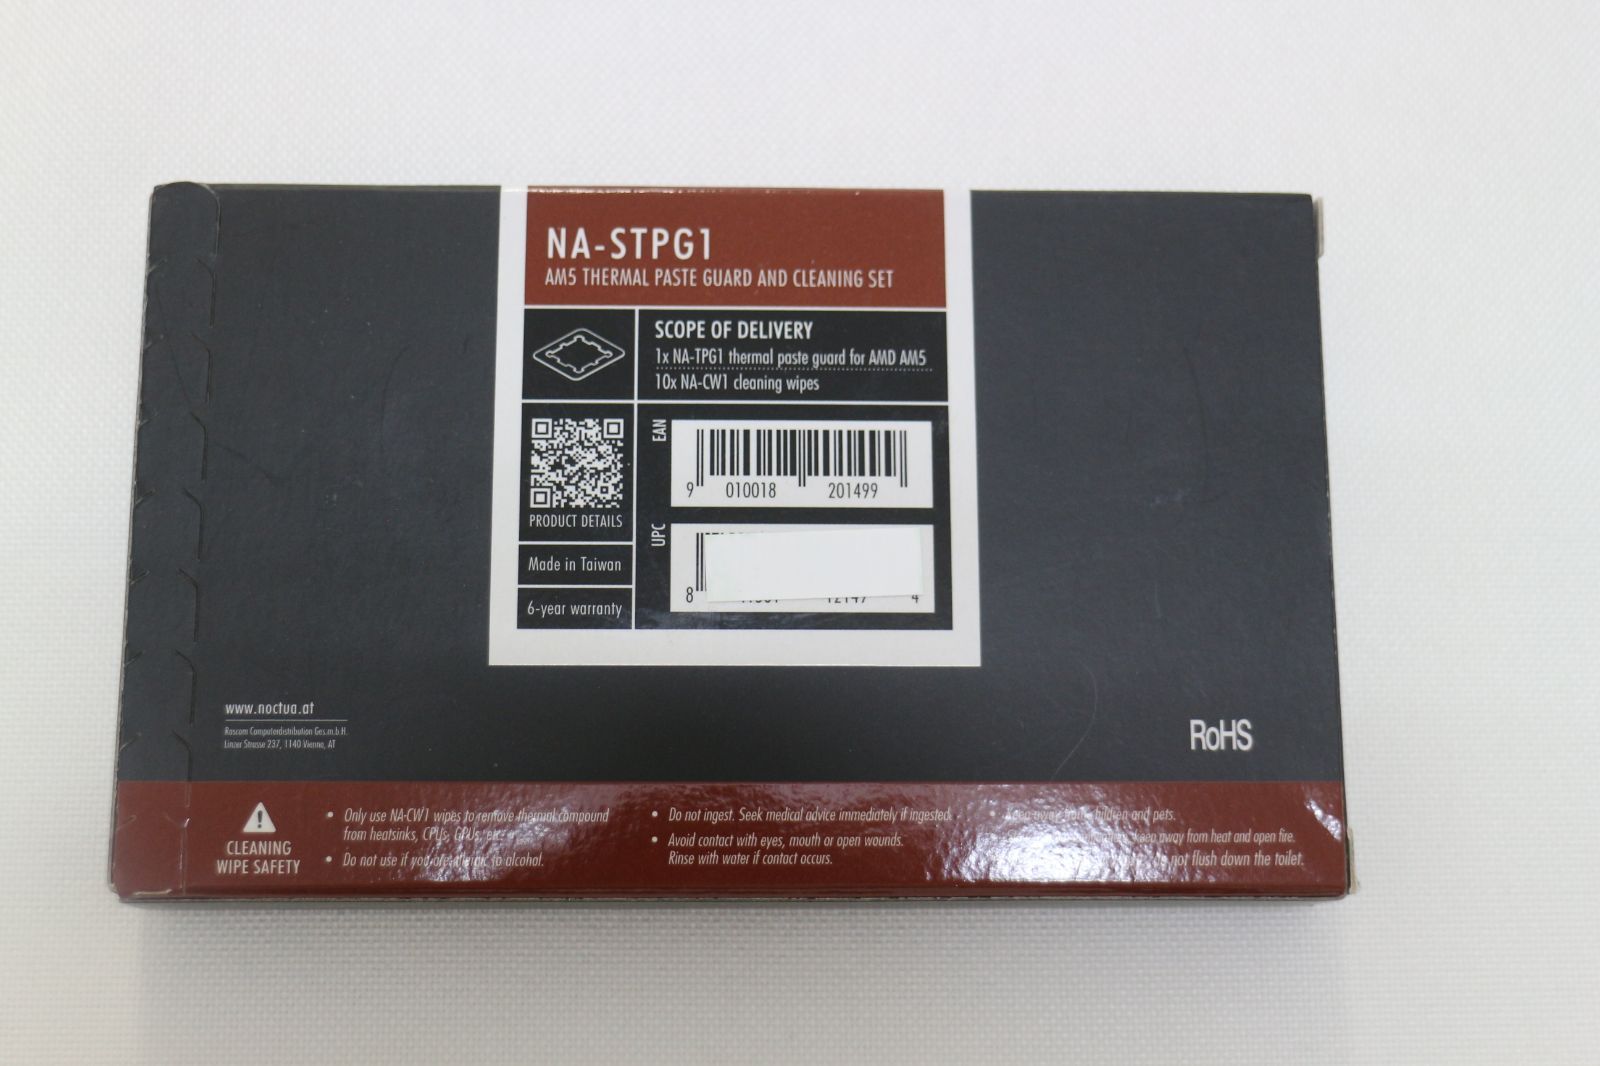 NA-STPG1
AM5 THERMAL PASTE GUARD AND CLEANING SET
SCOPE OF DELIVERY
1x NA-TPG1 thermal paste guard for AMD AM5
10x NA-CW1 cleaning wipes
PRODUCT DETAILS
Made in Taiwan
6-year warranty
EAN
9 010018 201499
UPC
8 4
www.noctua.at
Rascom Computerdistribution Ges.m.b.H.
Linzer Strasse 237, 1140 Vienna, AT
RoHS
CLEANING
WIPE SAFETY
• Only use NA-CW1 wipes to remove thermal compound
from heatsinks, CPUs, GPUs, etc.
• Do not use if you are allergic to alcohol.
• Do not ingest. Seek medical advice immediately if ingested.
• Avoid contact with eyes, mouth or open wounds.
Rinse with water if contact occurs.
• Keep away from children and pets.
keep away from heat and open fire.
not flush down the toilet.